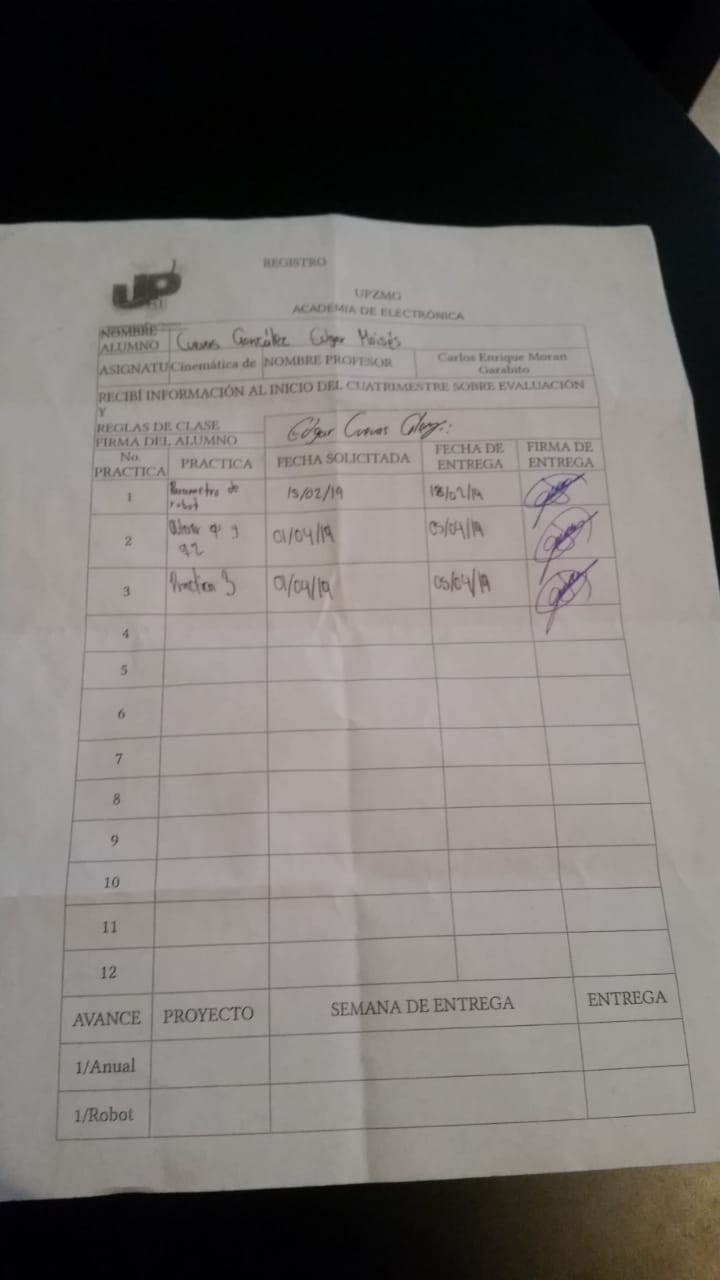 UP
REGISTRO
UPZMG
ACADEMIA DE ELECTRÓNICA
NOMBRE ALUMNO Cuevas González Edgar Moisés
ASIGNATU Cinemática de NOMBRE PROFESOR Carlos Enrique Moran Garabito
RECIBÍ INFORMACIÓN AL INICIO DEL CUATRIMESTRE SOBRE EVALUACIÓN
Y
REGLAS DE CLASE
FIRMA DEL ALUMNO Edgar Cuevas
No. PRACTICA PRACTICA FECHA SOLICITADA FECHA DE ENTREGA FIRMA DE ENTREGA
1 Parametro de robot 15/02/19 18/02/19
2 q1 y q2 01/04/19 05/04/19
3 Practica 3 01/04/19 05/04/19
4
5
6
7
8
9
10
11
12
AVANCE PROYECTO SEMANA DE ENTREGA ENTREGA
1/Anual
1/Robot